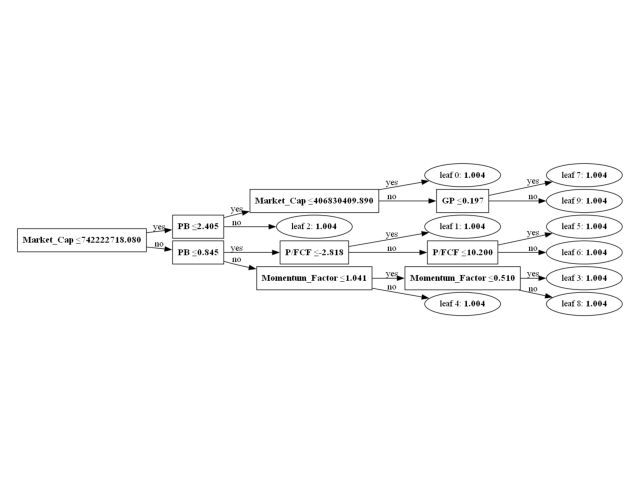 yes
leaf 0: 1.004
leaf 7: 1.004
yes
Market_Cap ≤406830409.890
no
GP ≤0.197
no
leaf 9: 1.004
yes
PB ≤2.405
no
leaf 2: 1.004
yes
leaf 1: 1.004
yes
leaf 5: 1.004
Market_Cap ≤742222718.080
yes
no
PB ≤0.845
yes
P/FCF ≤-2.818
no
P/FCF ≤10.200
no
leaf 6: 1.004
no
Momentum_Factor ≤1.041
yes
Momentum_Factor ≤0.510
yes
leaf 3: 1.004
no
leaf 4: 1.004
no
leaf 8: 1.004